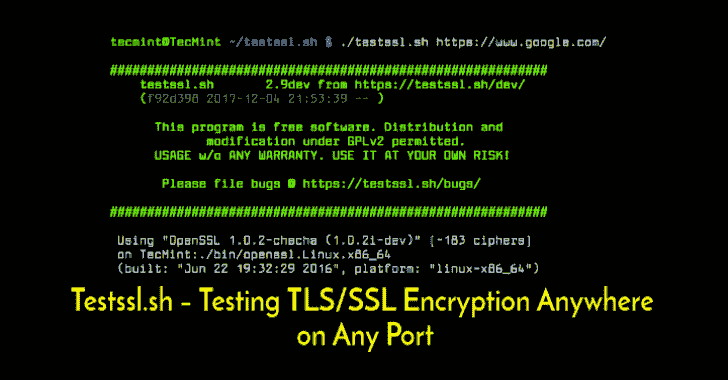 tecmint@TecMint ~/testssl.sh $ ./testssl.sh https://www.google.com/
###########################################################
testssl.sh 2.9dev from https://testssl.sh/dev/
(f92d398 2017-12-04 21:53:39 -- )
This program is free software. Distribution and
modification under GPLv2 permitted.
USAGE w/o ANY WARRANTY. USE IT AT YOUR OWN RISK!
Please file bugs @ https://testssl.sh/bugs/
###########################################################
Using "OpenSSL 1.0.2-chacha (1.0.2i-dev)" [~183 ciphers]
on TecMint:./bin/openssl.Linux.x86_64
(built: "Jun 22 19:32:29 2016", platform: "linux-x86_64")
Testssl.sh – Testing TLS/SSL Encryption Anywhere
on Any Port